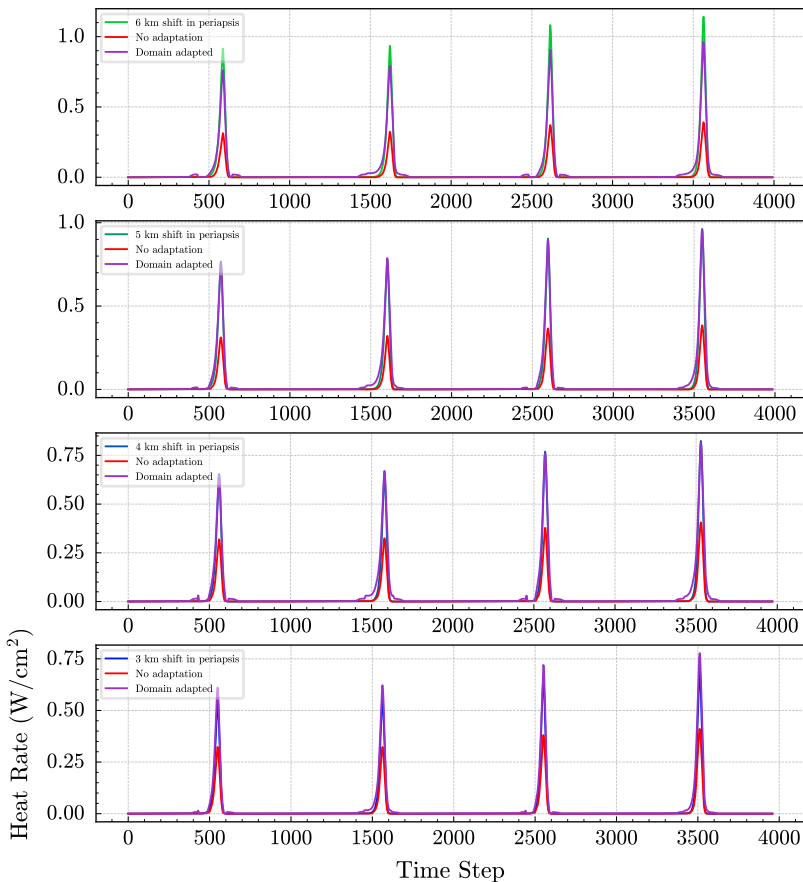 1.0
0.5
0.0
6 km shift in periapsis
No adaptation
Domain adapted
0 500 1000 1500 2000 2500 3000 3500 4000
1.0
0.5
0.0
5 km shift in periapsis
No adaptation
Domain adapted
0 500 1000 1500 2000 2500 3000 3500 4000
0.75
0.50
0.25
0.00
4 km shift in periapsis
No adaptation
Domain adapted
0 500 1000 1500 2000 2500 3000 3500 4000
Heat Rate (W/cm²)
0.75
0.50
0.25
0.00
3 km shift in periapsis
No adaptation
Domain adapted
0 500 1000 1500 2000 2500 3000 3500 4000
Time Step